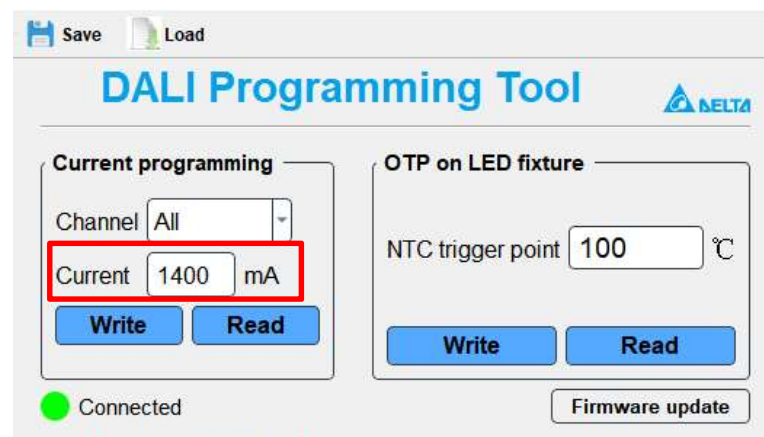 Save Load
DALI Programming Tool
DELTA
Current programming
Channel All
Current 1400 mA
Write Read
OTP on LED fixture
NTC trigger point 100 ℃
Write Read
Connected
Firmware update